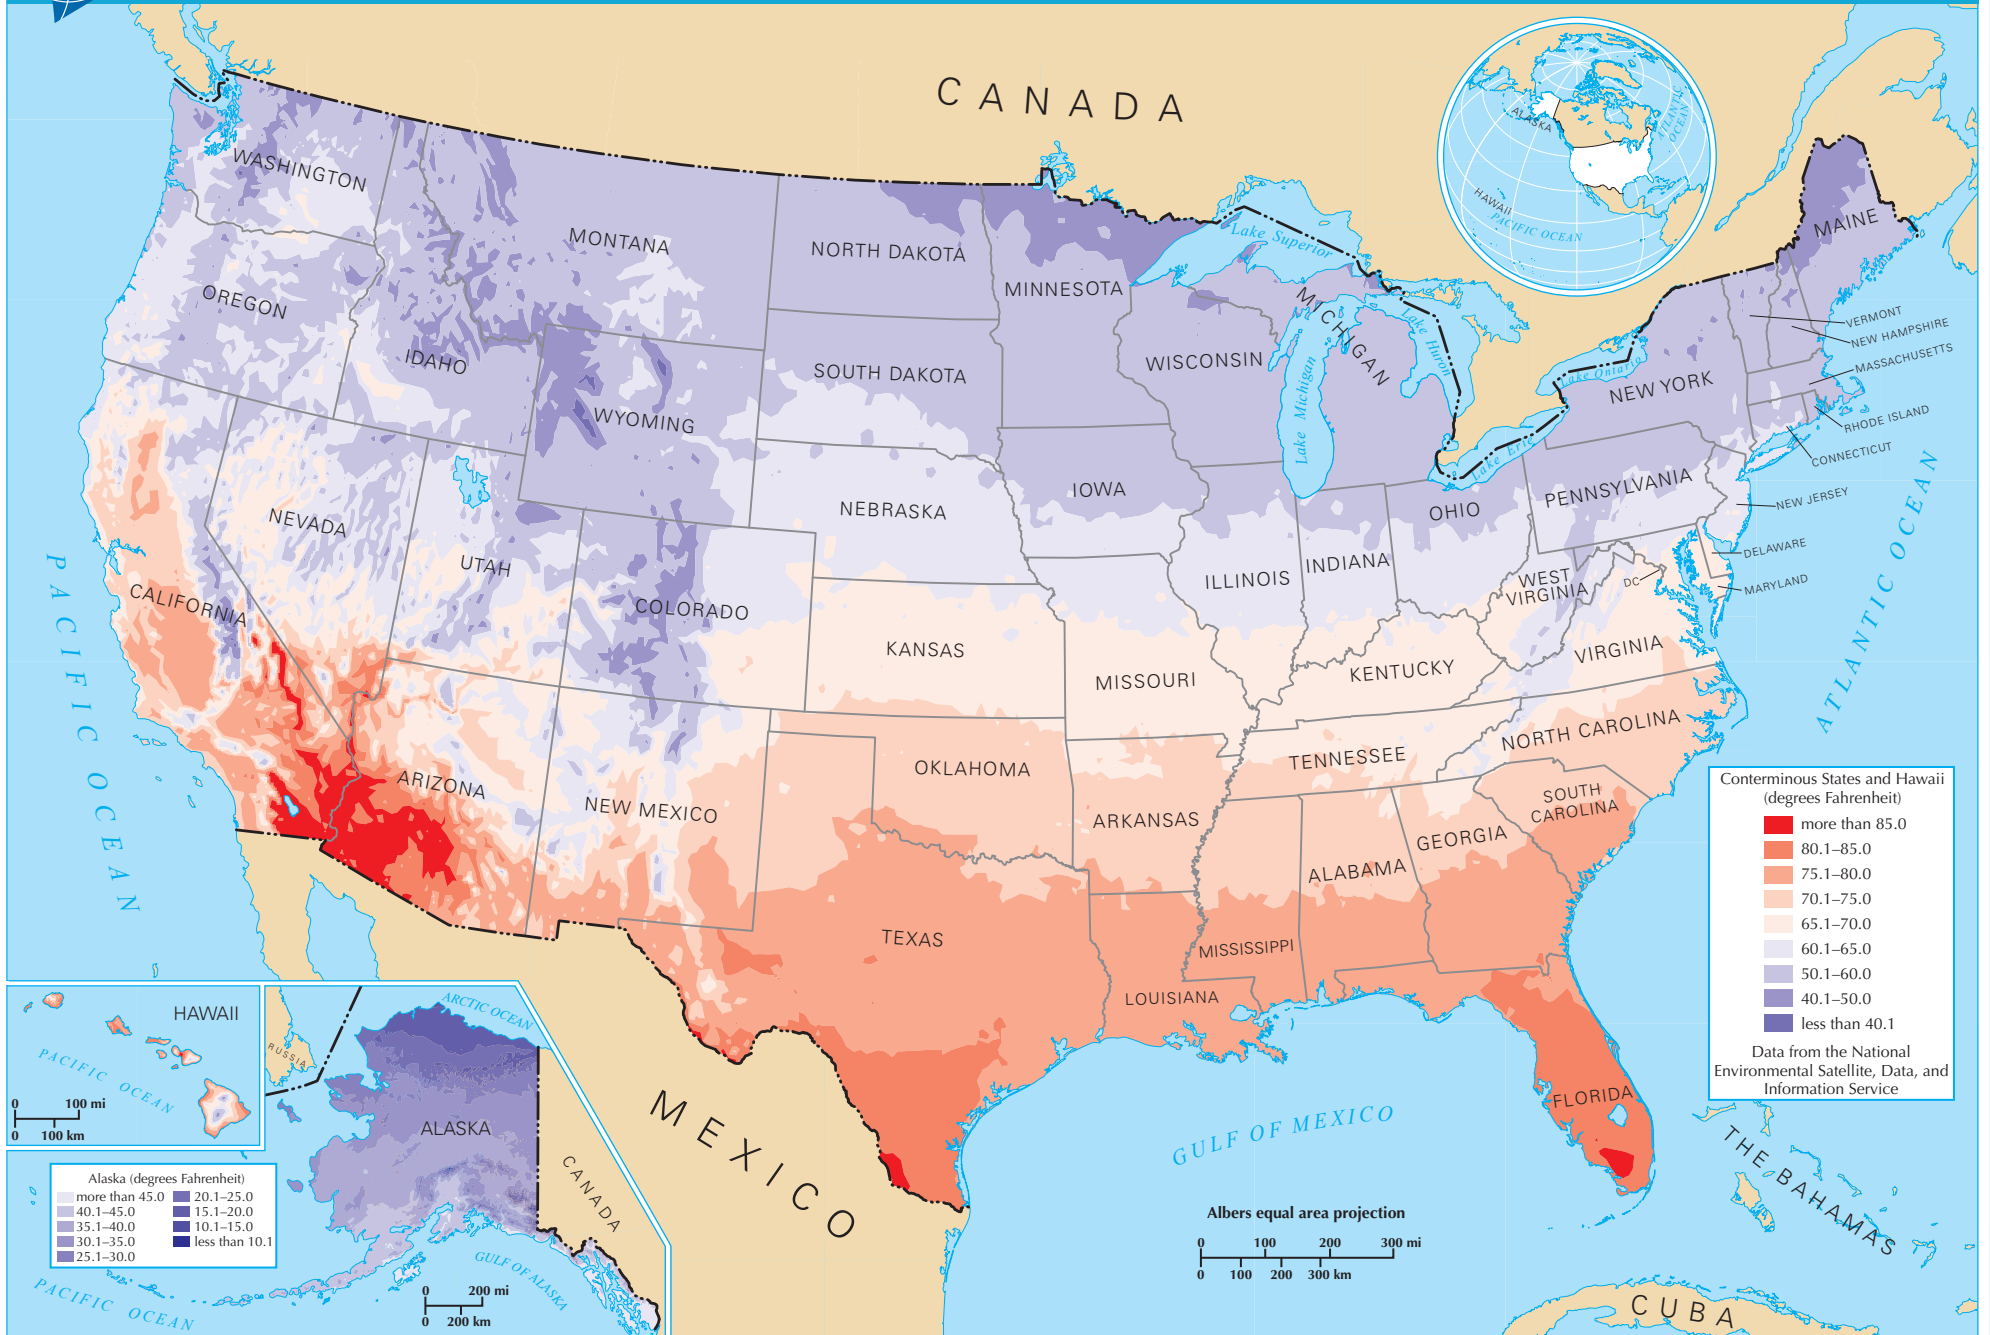 CANADA
ALASKA
ATLANTIC
OCEAN
HAWAII
PACIFIC OCEAN
WASHINGTON
MONTANA
NORTH DAKOTA
MINNESOTA
Lake Superior
MAINE
OREGON
IDAHO
WYOMING
SOUTH DAKOTA
WISCONSIN
MICHIGAN
Lake Michigan
Lake Huron
Lake Ontario
Lake Erie
NEW YORK
VERMONT
NEW HAMPSHIRE
MASSACHUSETTS
RHODE ISLAND
CONNECTICUT
NEVADA
UTAH
COLORADO
NEBRASKA
IOWA
ILLINOIS
INDIANA
OHIO
PENNSYLVANIA
NEW JERSEY
DELAWARE
MARYLAND
DC
WEST
VIRGINIA
VIRGINIA
CALIFORNIA
KANSAS
MISSOURI
KENTUCKY
PACIFIC OCEAN
ATLANTIC OCEAN
ARIZONA
NEW MEXICO
OKLAHOMA
ARKANSAS
TENNESSEE
NORTH CAROLINA
SOUTH
CAROLINA
GEORGIA
ALABAMA
MISSISSIPPI
TEXAS
LOUISIANA
FLORIDA
MEXICO
GULF OF MEXICO
THE BAHAMAS
CUBA
Conterminous States and Hawaii
(degrees Fahrenheit)
more than 85.0
80.1–85.0
75.1–80.0
70.1–75.0
65.1–70.0
60.1–65.0
50.1–60.0
40.1–50.0
less than 40.1
Data from the National
Environmental Satellite, Data, and
Information Service
HAWAII
PACIFIC OCEAN
0 100 mi
0 100 km
ARCTIC OCEAN
RUSSIA
ALASKA
CANADA
GULF OF ALASKA
PACIFIC OCEAN
0 200 mi
0 200 km
Alaska (degrees Fahrenheit)
more than 45.0
40.1–45.0
35.1–40.0
30.1–35.0
25.1–30.0
20.1–25.0
15.1–20.0
10.1–15.0
less than 10.1
Albers equal area projection
0 100 200 300 mi
0 100 200 300 km